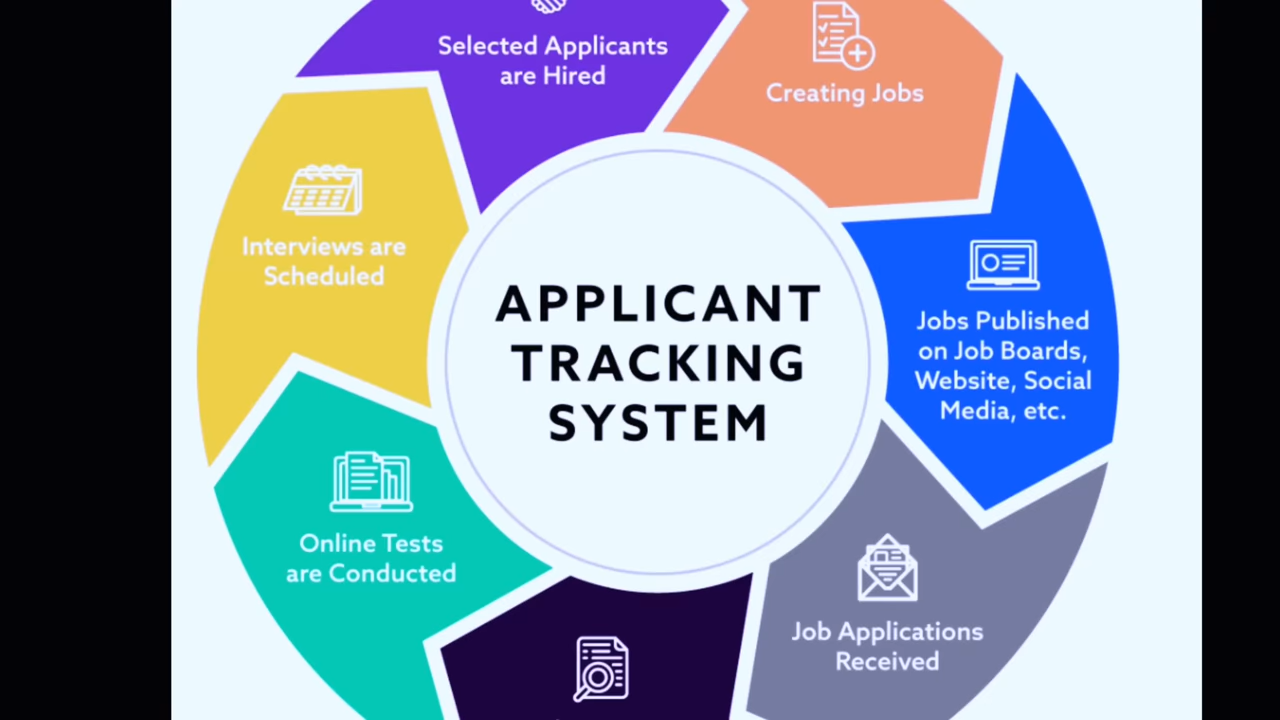 Selected Applicants
are Hired
Creating Jobs
Interviews are
Scheduled
APPLICANT
TRACKING
SYSTEM
Jobs Published
on Job Boards,
Website, Social
Media, etc.
Online Tests
are Conducted
Job Applications
Received